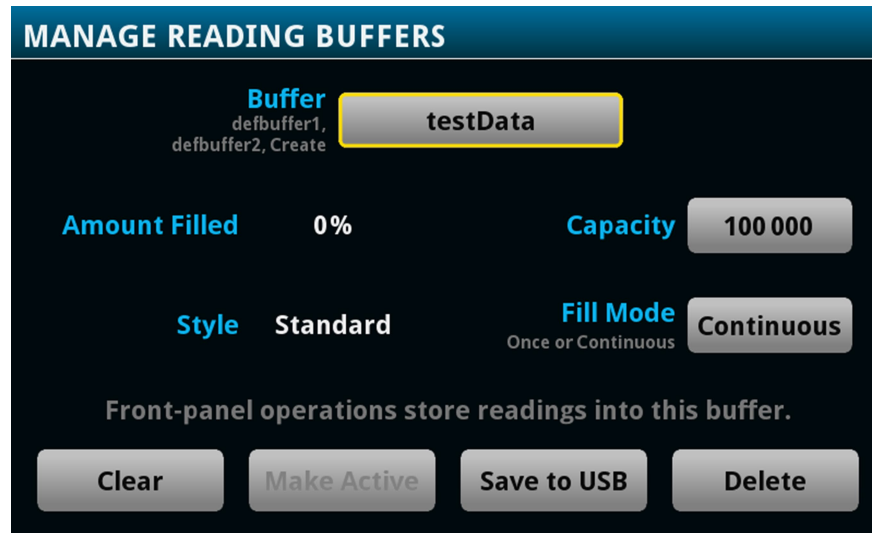 MANAGE READING BUFFERS
Buffer
defbuffer1,
defbuffer2, Create
testData
Amount Filled 0%
Capacity 100 000
Style Standard
Fill Mode
Once or Continuous
Continuous
Front-panel operations store readings into this buffer.
Clear Make Active Save to USB Delete